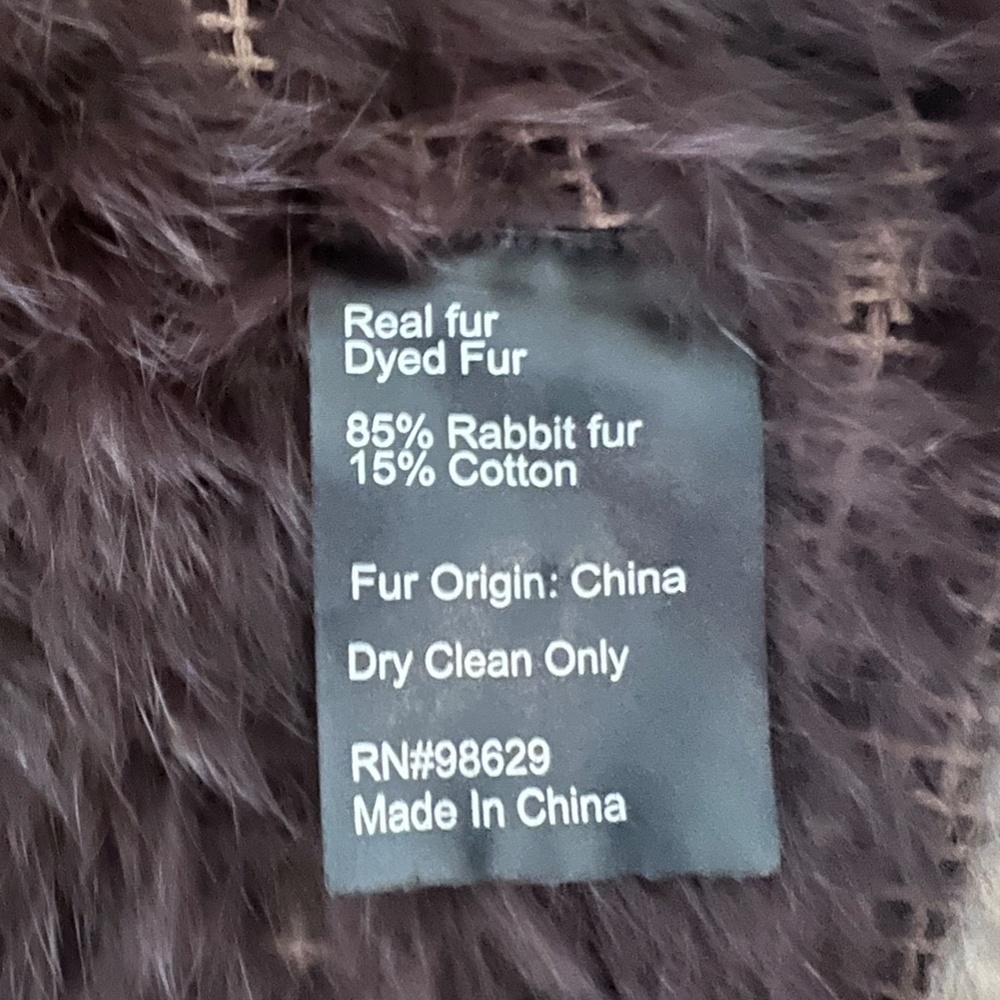 Real fur
Dyed Fur
85% Rabbit fur
15% Cotton
Fur Origin: China
Dry Clean Only
RN#98629
Made In China